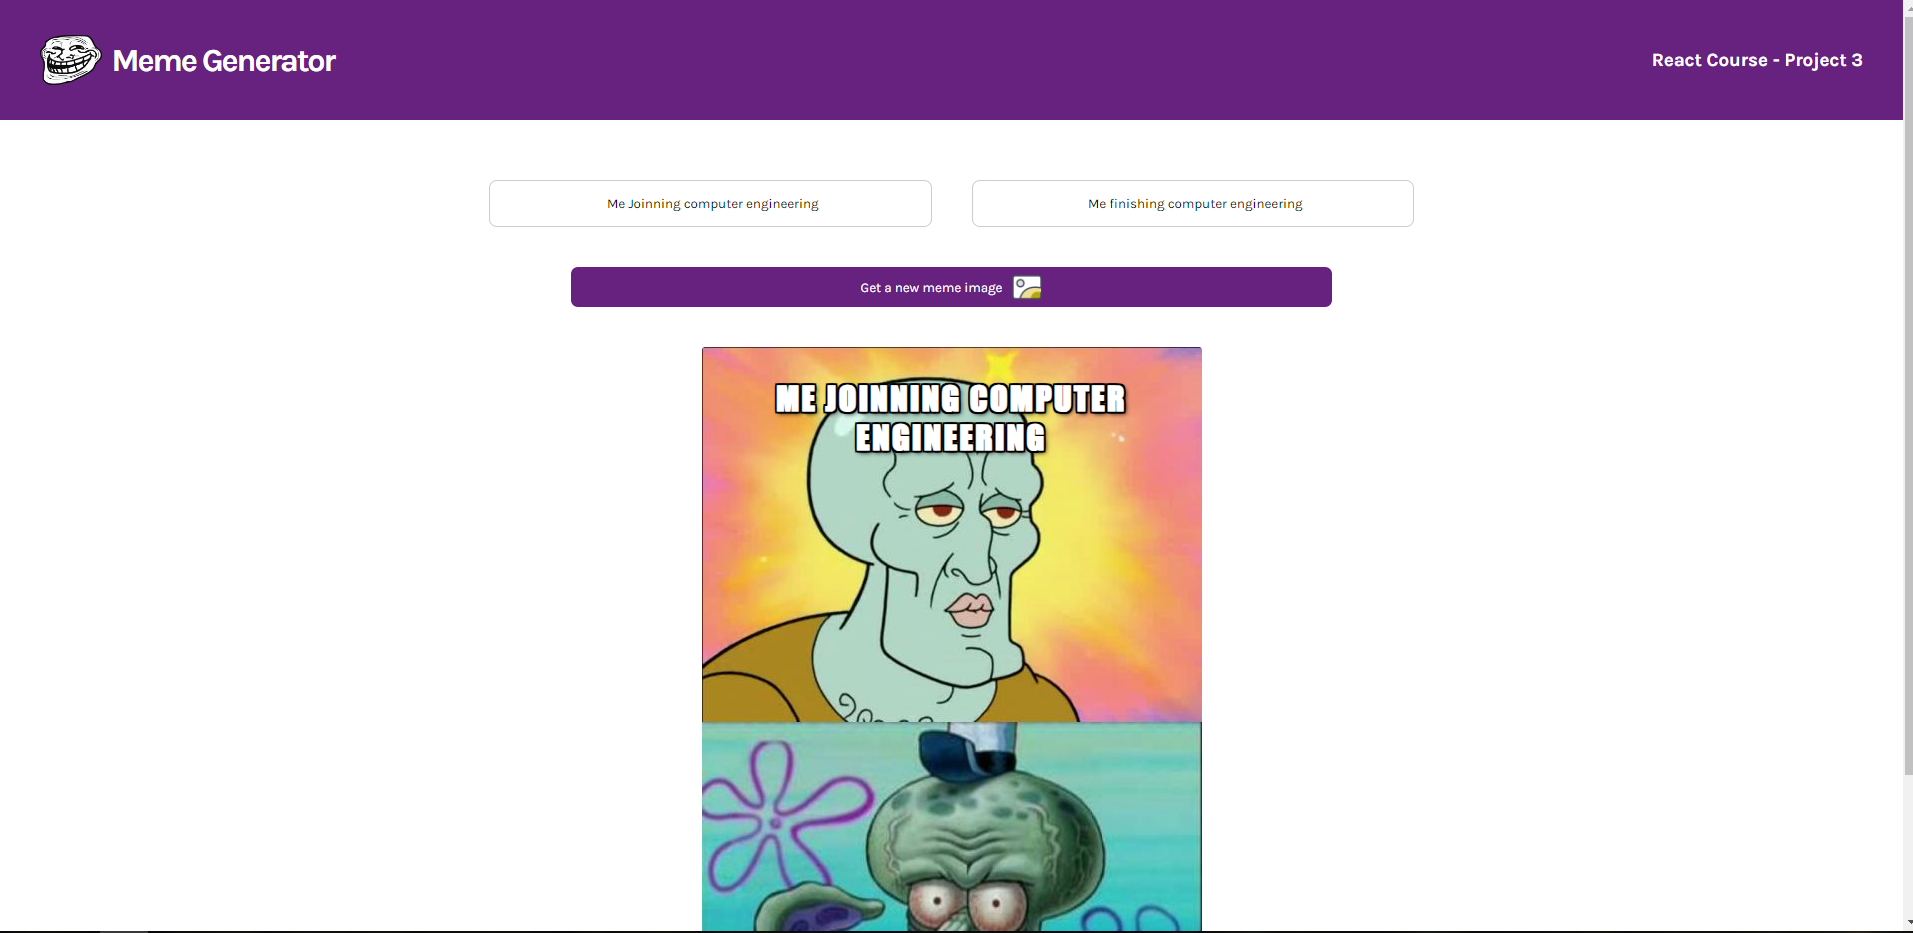 Meme Generator
React Course - Project 3
Me Joinning computer engineering
Me finishing computer engineering
Get a new meme image
ME JOINNING COMPUTER
ENGINEERING